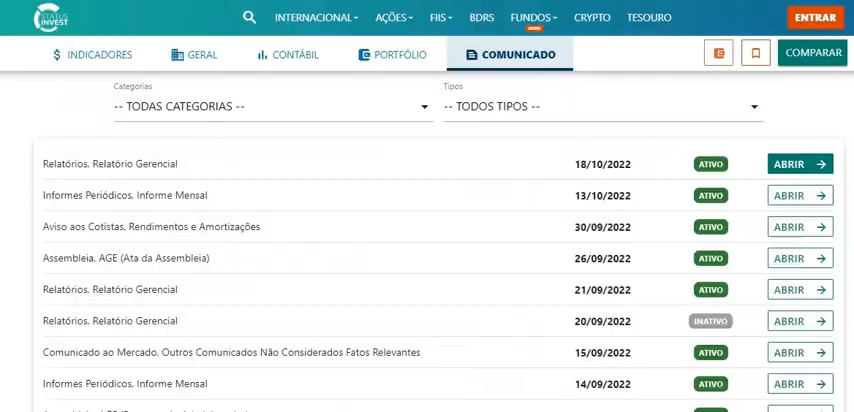 STATUS INVEST INTERNACIONAL AÇÕES FIIS BDRS FUNDOS CRYPTO TESOURO ENTRAR
NOVO
$ INDICADORES GERAL CONTÁBIL PORTFÓLIO COMUNICADO COMPARAR
Categorias Tipos
-- TODAS CATEGORIAS -- -- TODOS TIPOS --
Relatórios, Relatório Gerencial 18/10/2022 ATIVO ABRIR
Informes Periódicos, Informe Mensal 13/10/2022 ATIVO ABRIR
Aviso aos Cotistas, Rendimentos e Amortizações 30/09/2022 ATIVO ABRIR
Assembleia, AGE (Ata da Assembleia) 26/09/2022 ATIVO ABRIR
Relatórios, Relatório Gerencial 21/09/2022 ATIVO ABRIR
Relatórios, Relatório Gerencial 20/09/2022 INATIVO ABRIR
Comunicado ao Mercado, Outros Comunicados Não Considerados Fatos Relevantes 15/09/2022 ATIVO ABRIR
Informes Periódicos, Informe Mensal 14/09/2022 ATIVO ABRIR